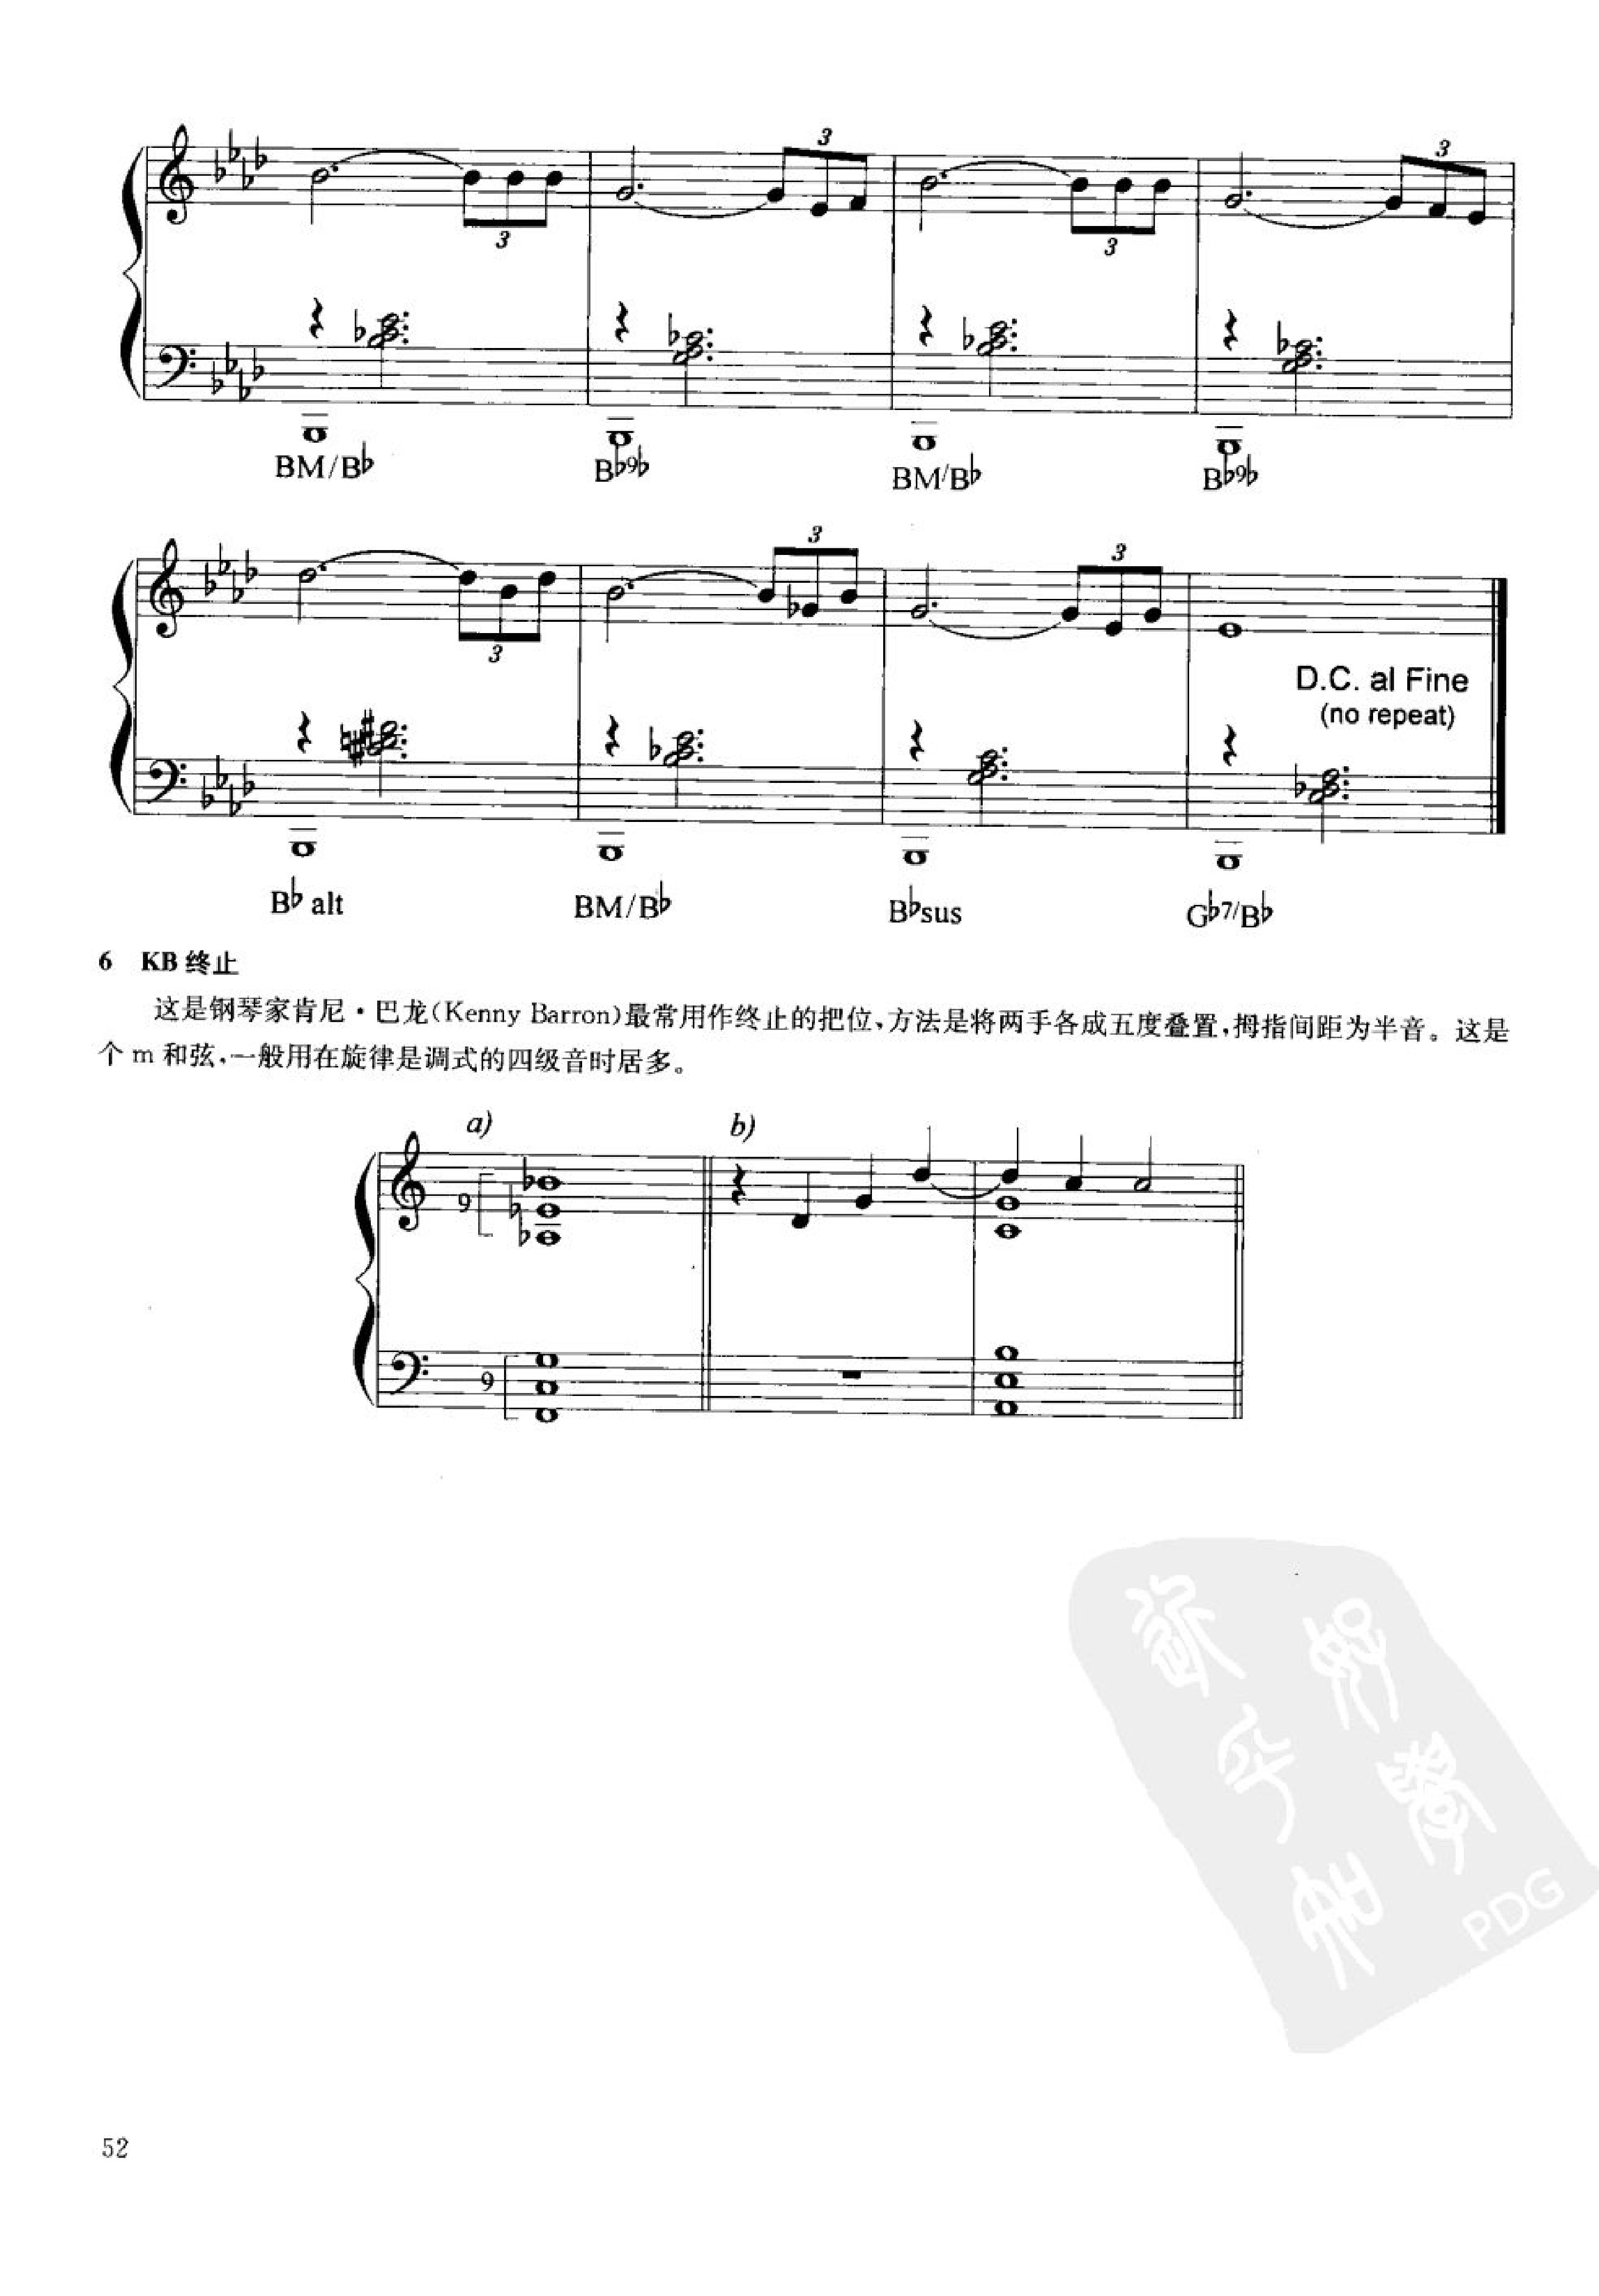 3
3
3 3
BM/B♭ B♭9♭ BM/B♭ B♭9♭
3
3
3
D.C. al Fine
(no repeat)
B♭ alt BM/B♭ B♭sus G♭7/B♭
6 KB 终止
这是钢琴家肯尼·巴龙(Kenny Barron)最常用作终止的把位,方法是将两手各成五度叠置,拇指间距为半音。这是
个 m 和弦,一般用在旋律是调式的四级音时居多。
a) b)
9
9
PDG
52